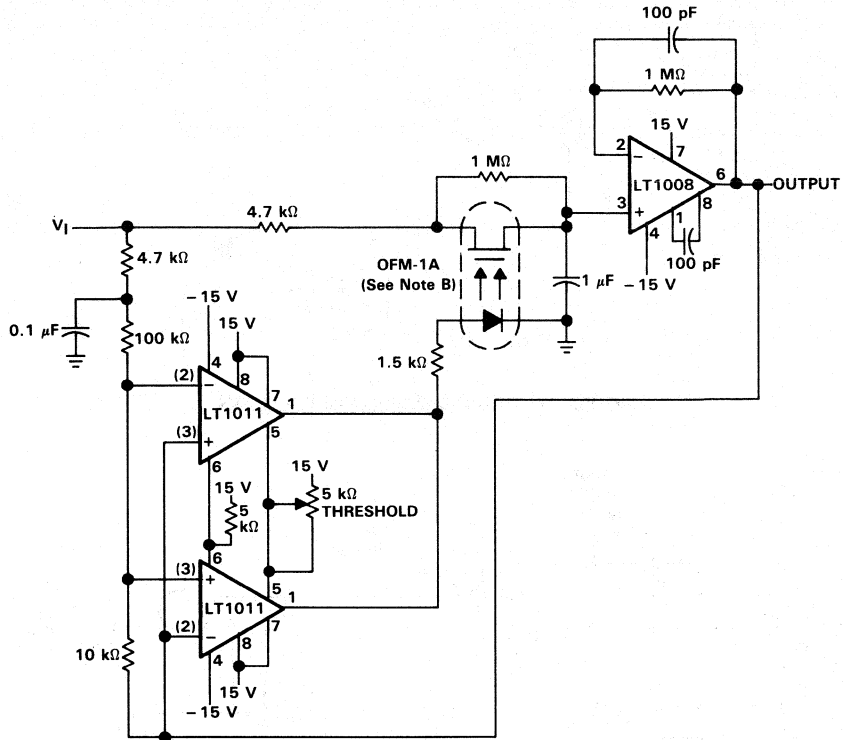 100 pF
1 MΩ
15 V
2
−
7
LT1008
6
OUTPUT
3
+
1
8
4
100 pF
−15 V
1 MΩ
VI
4.7 kΩ
4.7 kΩ
OFM-1A
(See Note B)
1 μF
0.1 μF
100 kΩ
−15 V
15 V
1.5 kΩ
(2)
−
4
8
7
1
LT1011
5
(3)
+
6
15 V
5
kΩ
15 V
5 kΩ
THRESHOLD
6
(3)
+
5
1
LT1011
7
(2)
−
8
4
10 kΩ
15 V
−15 V